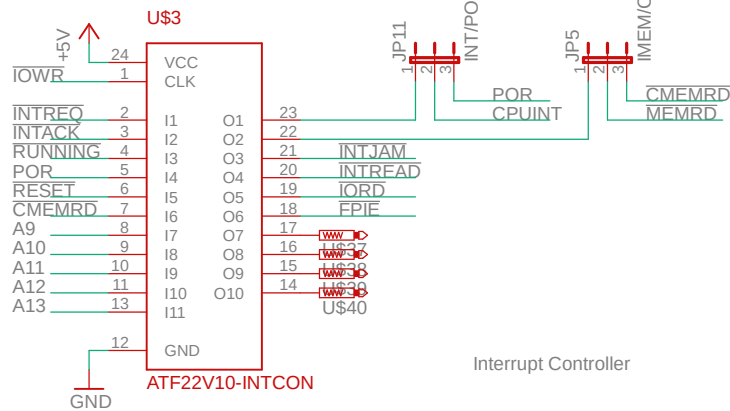 U$3
+5V
24 VCC
IOWR 1 CLK
INTREQ 2 I1 O1 23
INTACK 3 I2 O2 22
RUNNING 4 I3 O3 21 INTJAM
POR 5 I4 O4 20 INTREAD
RESET 6 I5 O5 19 IORD
CMEMRD 7 I6 O6 18 FPIE
A9 8 I7 O7 17
A10 9 I8 O8 16
A11 10 I9 O9 15
A12 11 I10 O10 14
A13 13 I11
U$40
12 GND
GND
ATF22V10-INTCON
JP11
1 2 3
INT/PO
POR
CPUINT
JP5
1 2 3
IMEM/
CMEMRD
MEMRD
Interrupt Controller